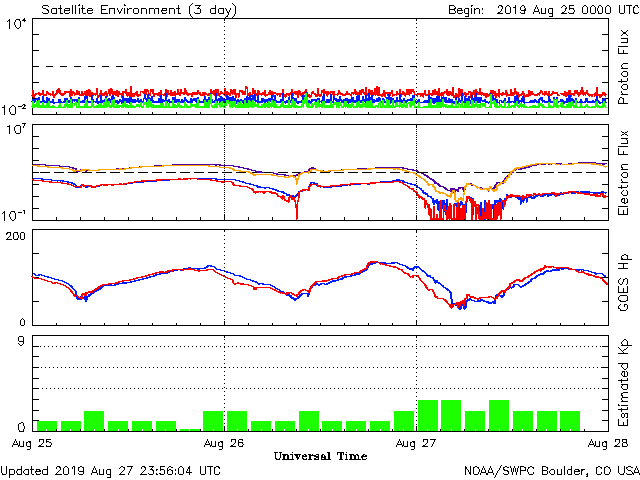 Satellite Environment (3 day)
Begin: 2019 Aug 25 0000 UTC
10⁴
10⁻²
Proton Flux
10⁷
10⁻¹
Electron Flux
200
0
GOES Hp
9
0
Estimated Kp
Aug 25 Aug 26 Aug 27 Aug 28
Universal Time
Updated 2019 Aug 27 23:56:04 UTC
NOAA/SWPC Boulder, CO USA